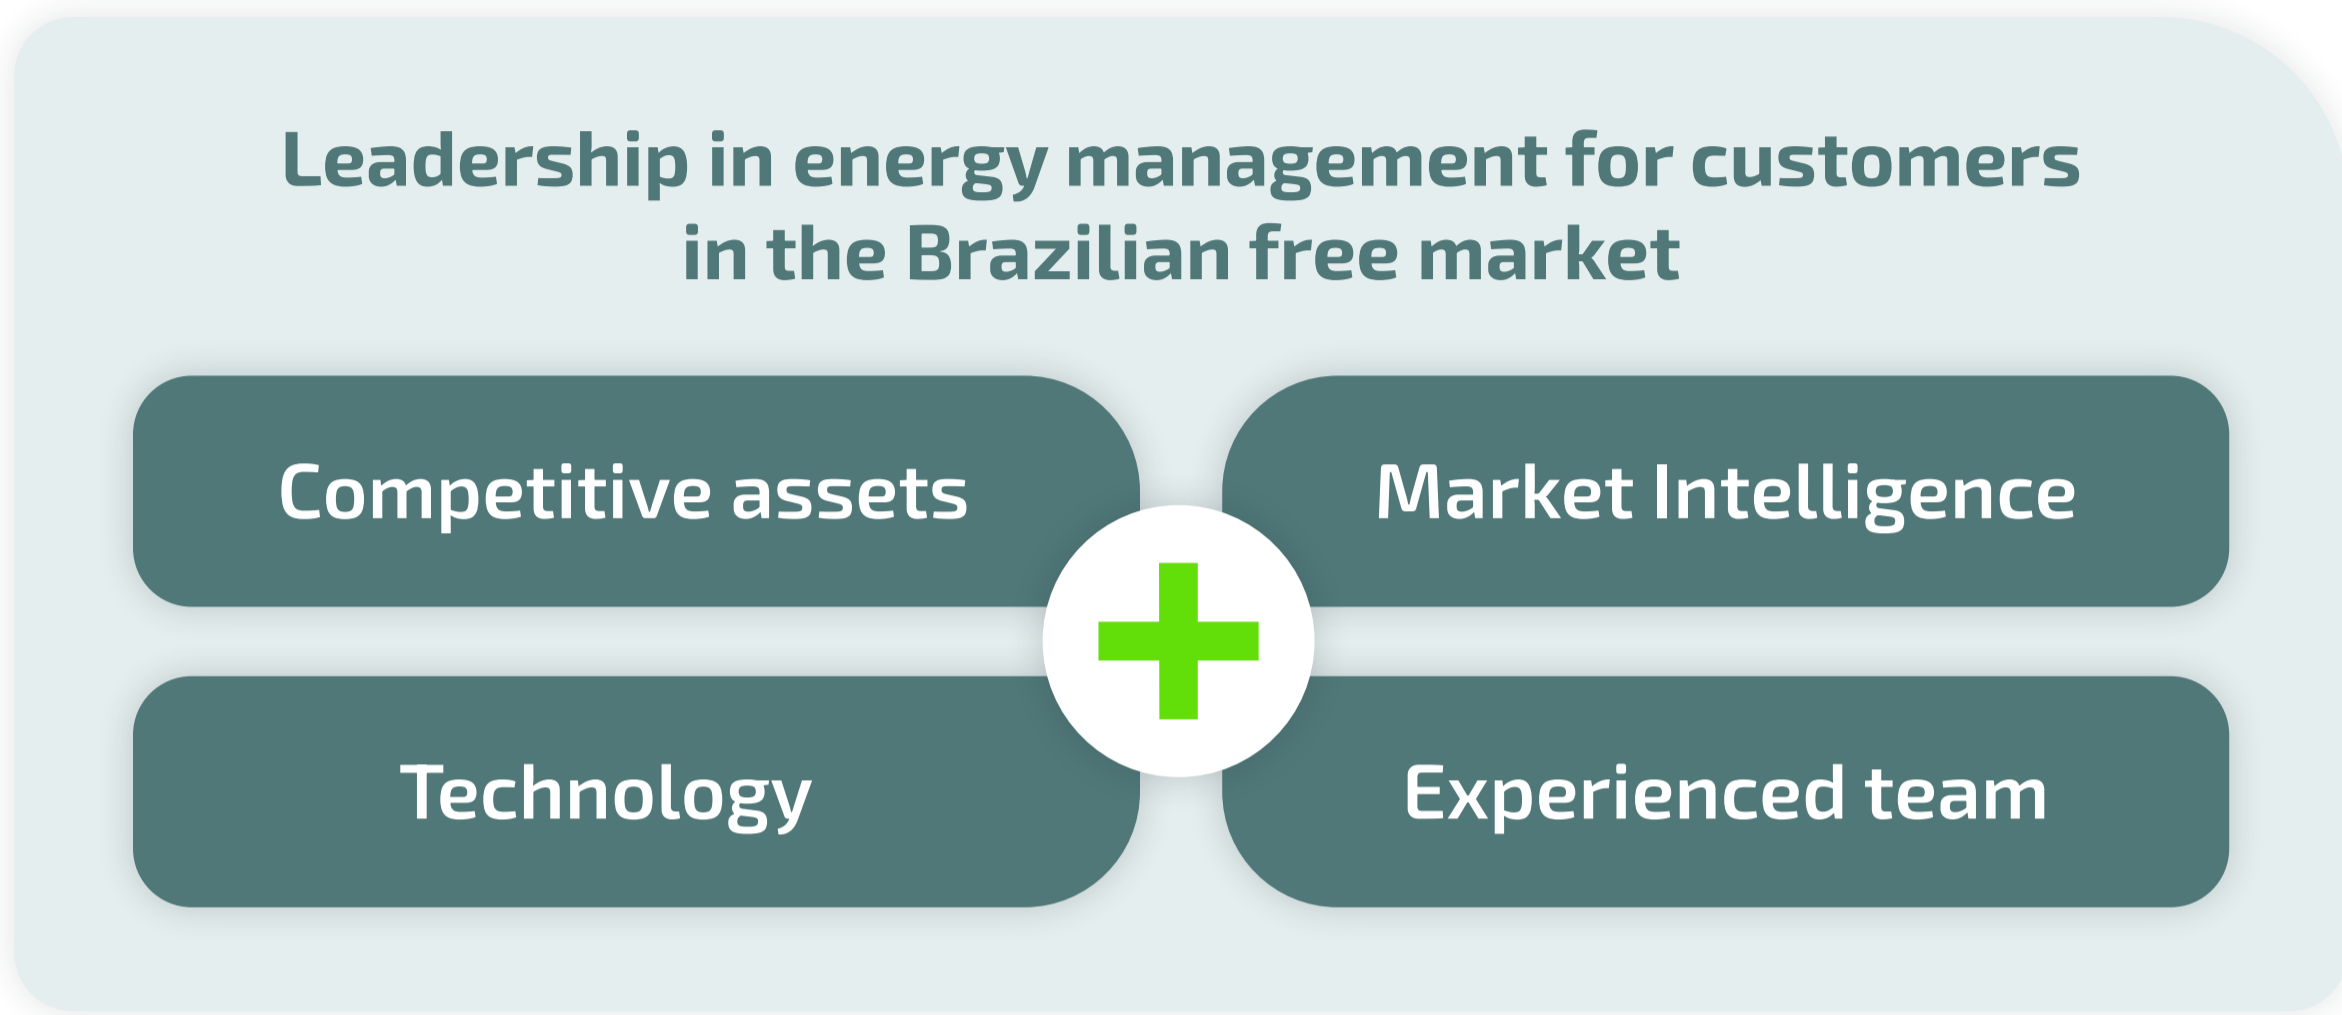 Leadership in energy management for customers
in the Brazilian free market
Competitive assets
Market Intelligence
Technology
Experienced team